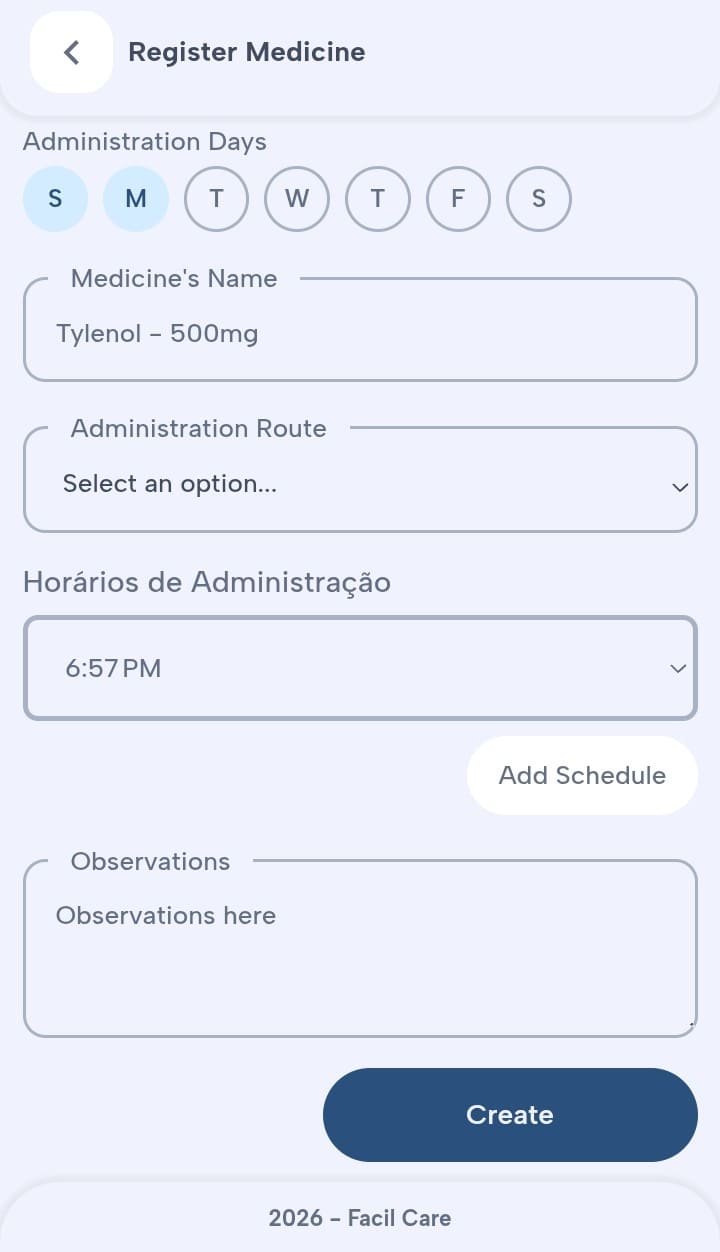 Register Medicine
Administration Days
S M T W T F S
Medicine's Name
Tylenol - 500mg
Administration Route
Select an option...
Horários de Administração
6:57 PM
Add Schedule
Observations
Observations here
Create
2026 - Facil Care